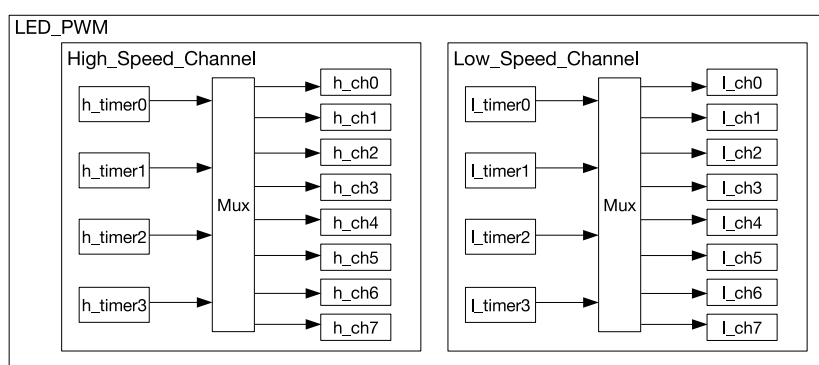 LED_PWM
High_Speed_Channel
h_timer0
h_timer1
h_timer2
h_timer3
Mux
h_ch0
h_ch1
h_ch2
h_ch3
h_ch4
h_ch5
h_ch6
h_ch7
Low_Speed_Channel
l_timer0
l_timer1
l_timer2
l_timer3
Mux
l_ch0
l_ch1
l_ch2
l_ch3
l_ch4
l_ch5
l_ch6
l_ch7